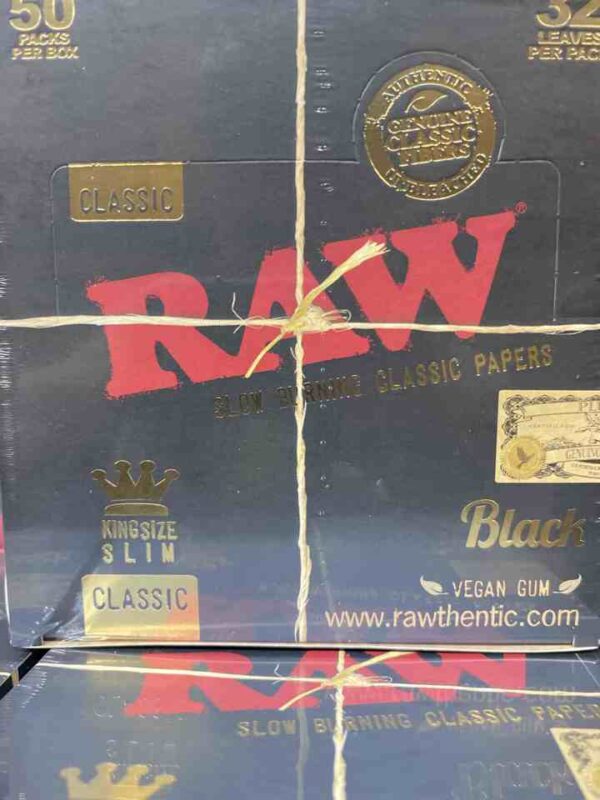 50
PACKS
PER BOX
32
LEAVES
PER PACK
AUTHENTIC
GENUINE
CLASSIC
FIBERS
UNBLEACHED
CLASSIC
RAW®
SLOW BURNING CLASSIC PAPERS
KINGSIZE
SLIM
Black
CLASSIC
VEGAN GUM
www.rawthentic.com
RAW
SLOW BURNING CLASSIC PAPERS